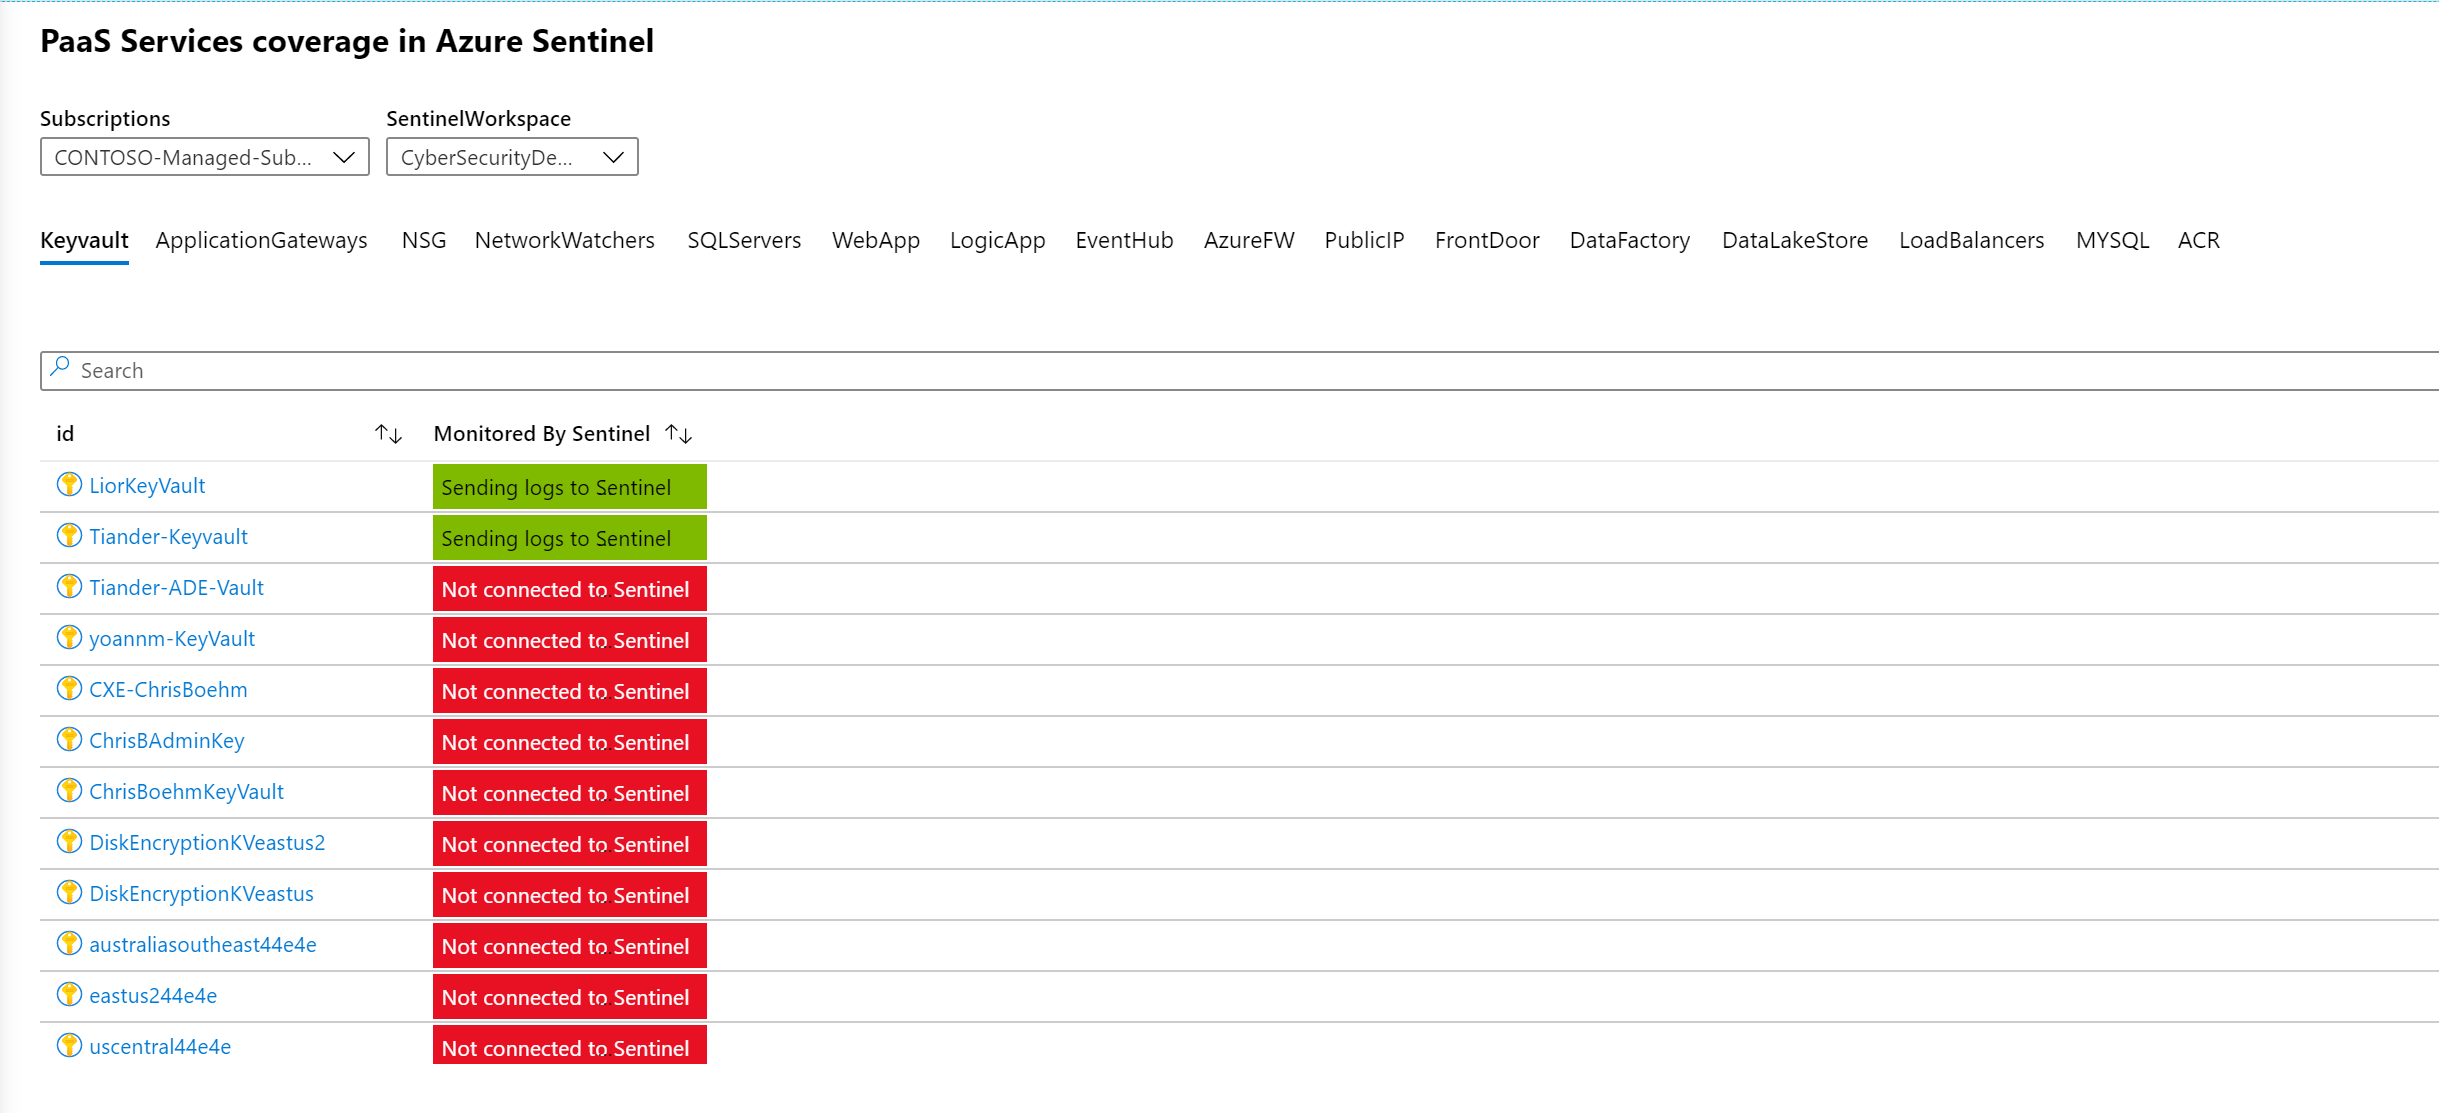 PaaS Services coverage in Azure Sentinel
Subscriptions SentinelWorkspace
CONTOSO-Managed-Sub... CyberSecurityDe...
Keyvault ApplicationGateways NSG NetworkWatchers SQLServers WebApp LogicApp EventHub AzureFW PublicIP FrontDoor DataFactory DataLakeStore LoadBalancers MYSQL ACR
Search
id Monitored By Sentinel
LiorKeyVault Sending logs to Sentinel
Tiander-Keyvault Sending logs to Sentinel
Tiander-ADE-Vault Not connected to Sentinel
yoannm-KeyVault Not connected to Sentinel
CXE-ChrisBoehm Not connected to Sentinel
ChrisBAdminKey Not connected to Sentinel
ChrisBoehmKeyVault Not connected to Sentinel
DiskEncryptionKVeastus2 Not connected to Sentinel
DiskEncryptionKVeastus Not connected to Sentinel
australiasoutheast44e4e Not connected to Sentinel
eastus244e4e Not connected to Sentinel
uscentral44e4e Not connected to Sentinel